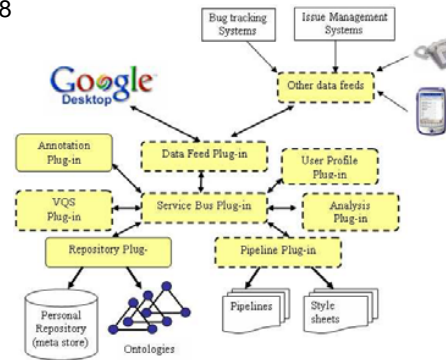 8
Bug tracking
Systems
Issue Management
Systems
Google
Desktop
Other data feeds
Annotation
Plug-in
Data Feed Plug-in
User Profile
Plug-in
VQS
Plug-in
Service Bus Plug-in
Analysis
Plug-in
Repository Plug-
Pipeline Plug-in
Personal
Repository
(meta store)
Ontologies
Pipelines
Style
sheets